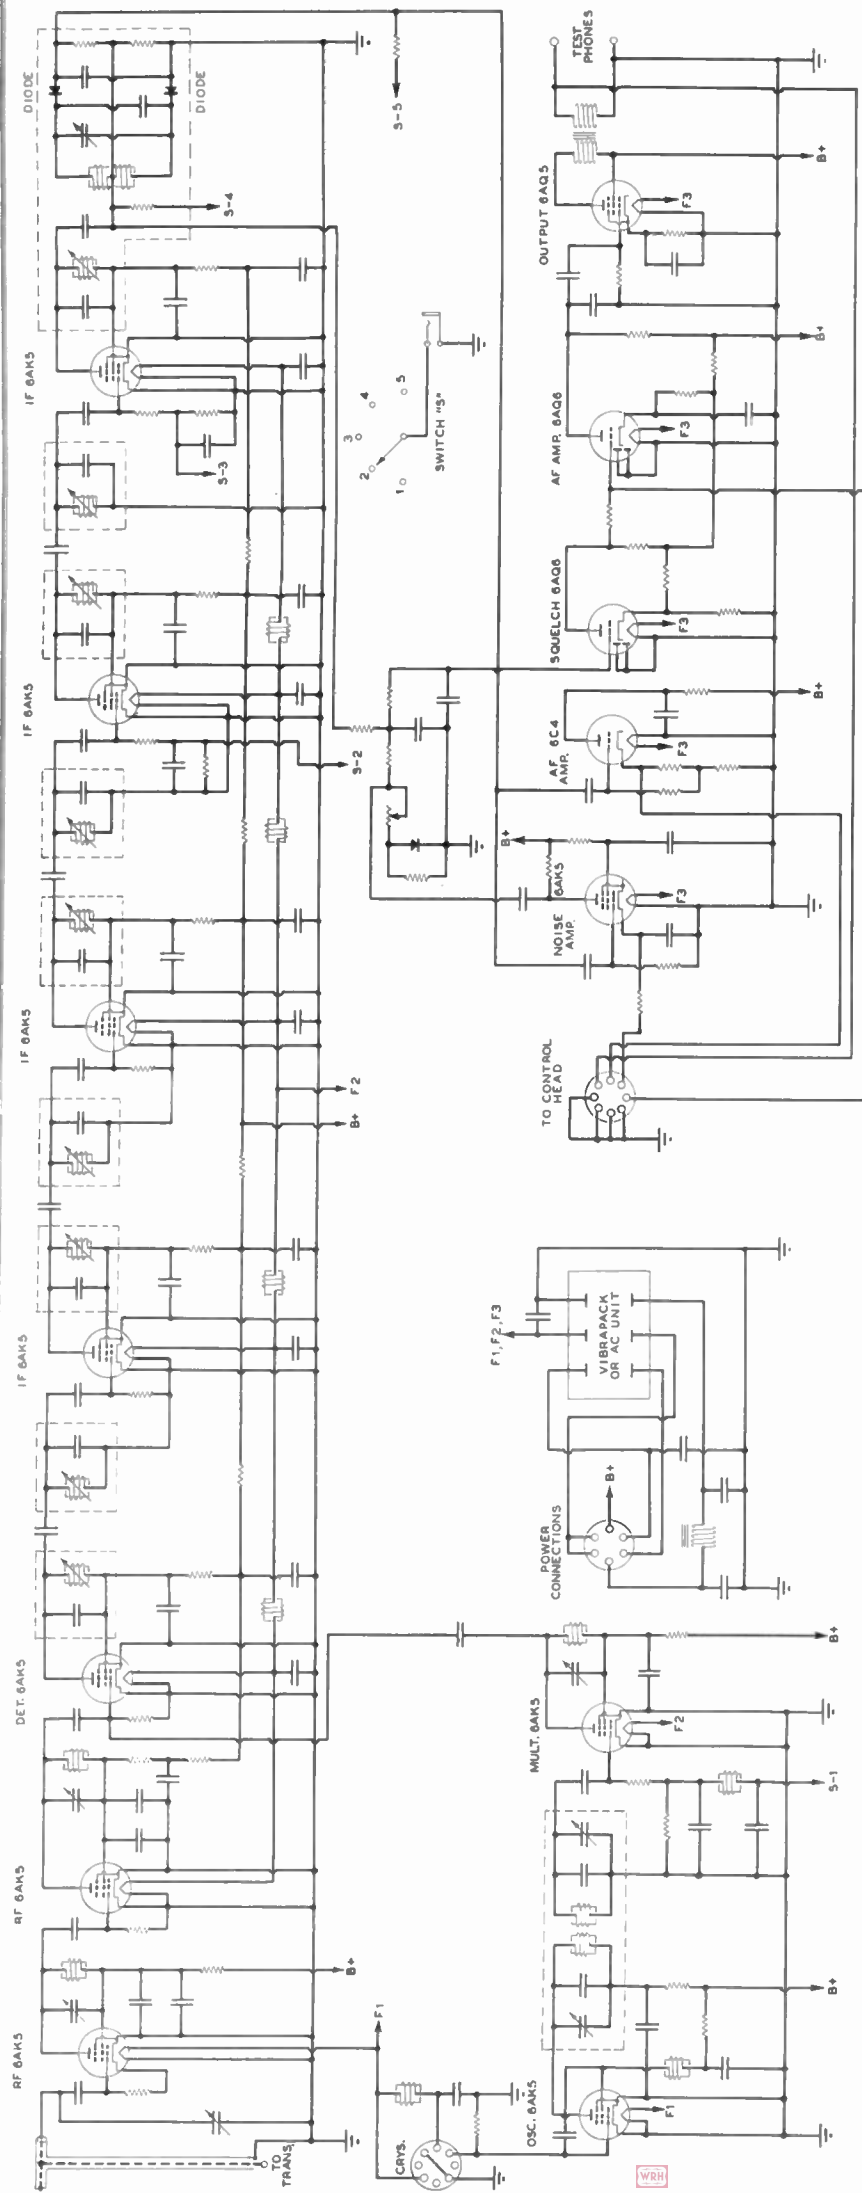 DIODE
DIODE
S-5
S-4
IF 6AK5
S-3
IF 6AK5
S-2
IF 6AK5
F2
B+
IF 6AK5
DET. 6AK5
RF 6AK5
RF 6AK5
B+
F1
TO
TRANS.
CRYS.
1
2
3
4
5
SWITCH "S"
TEST
PHONES
B+
OUTPUT 6AQ5
F3
B+
AF AMP. 6AQ6
F3
SQUELCH 6AQ6
F3
B+
AF 6C4
AMP.
F3
B+
NOISE 6AK5
AMP.
F3
TO CONTROL
HEAD
F1, F2, F3
VIBRAPACK
OR AC UNIT
B+
POWER
CONNECTIONS
B+
MULT. 6AK5
F2
S-1
B+
OSC. 6AK5
F1
WRH